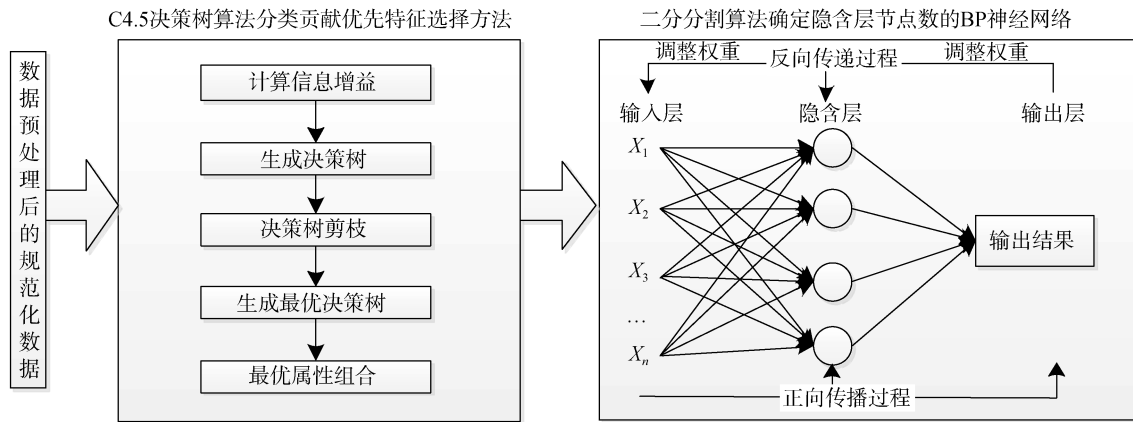 C4.5决策树算法分类贡献优先特征选择方法
二分分割算法确定隐含层节点数的BP神经网络
数据预处理后的规范化数据
计算信息增益
生成决策树
决策树剪枝
生成最优决策树
最优属性组合
调整权重
反向传递过程
调整权重
输入层
隐含层
输出层
X1
X2
X3
…
Xn
输出结果
正向传播过程